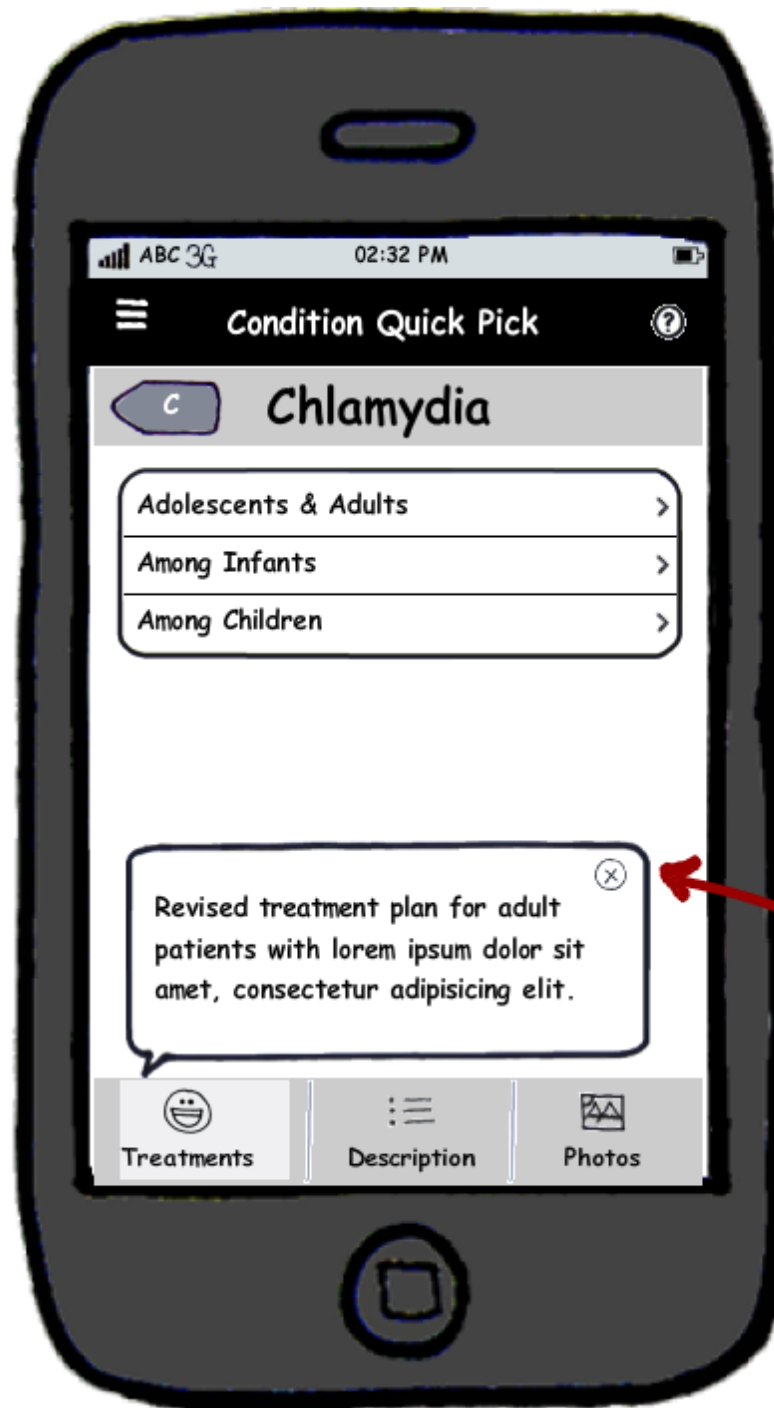 ABC 3G 02:32 PM
Condition Quick Pick ?
C Chlamydia
Adolescents & Adults
Among Infants
Among Children
Revised treatment plan for adult
patients with lorem ipsum dolor sit
amet, consectetur adipisicing elit.
Treatments Description Photos